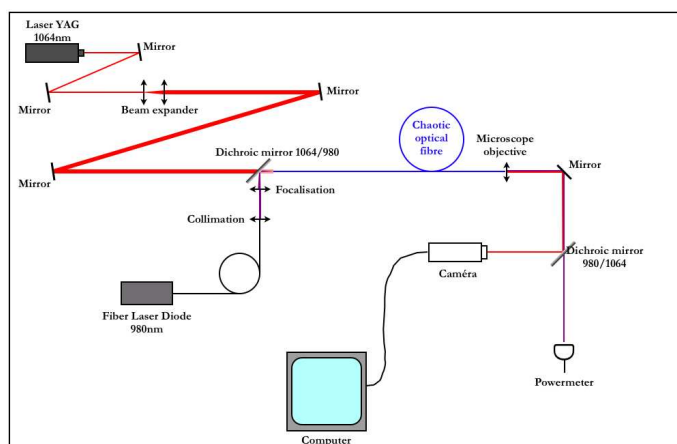 Laser YAG
1064nm
Mirror
Mirror
Beam expander
Mirror
Mirror
Dichroic mirror 1064/980
Chaotic
optical
fibre
Microscope
objective
Mirror
Focalisation
Collimation
Fiber Laser Diode
980nm
Caméra
Dichroic mirror
980/1064
Powermeter
Computer